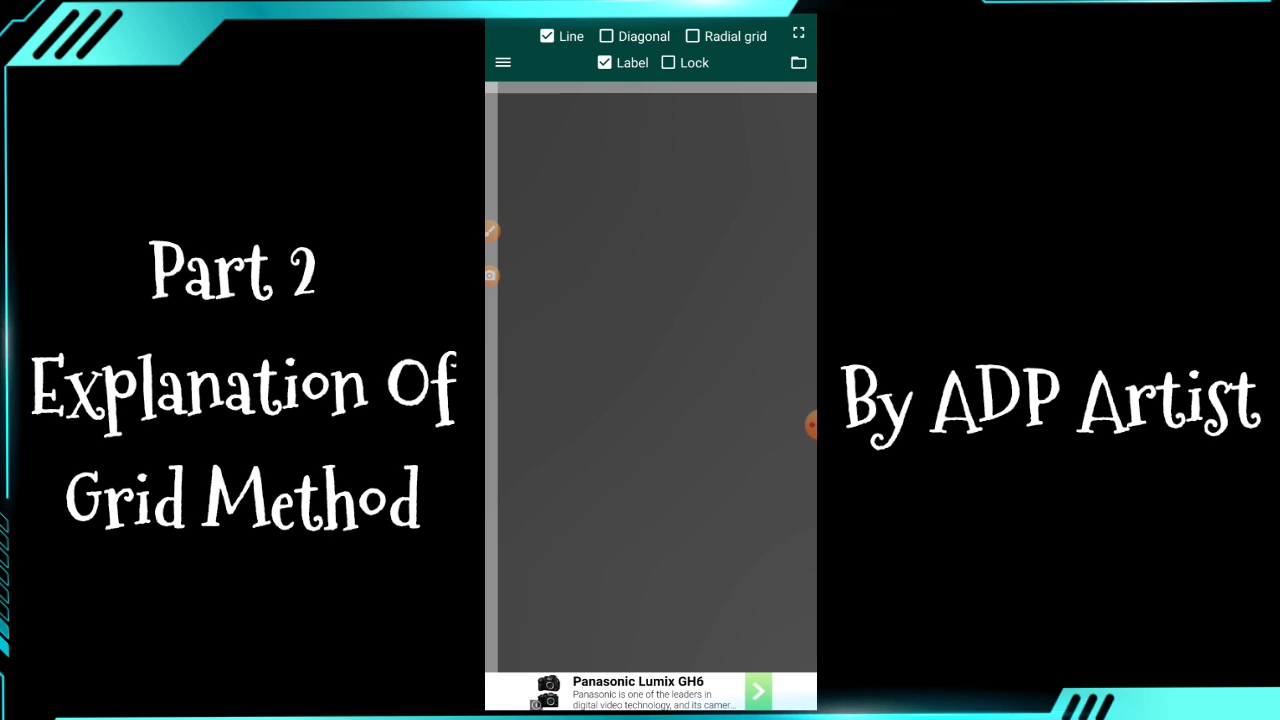 Line Diagonal Radial grid
Label Lock
Part 2
Explanation Of
Grid Method
By ADP Artist
Panasonic Lumix GH6
Panasonic is one of the leaders in
digital video technology, and its camer...